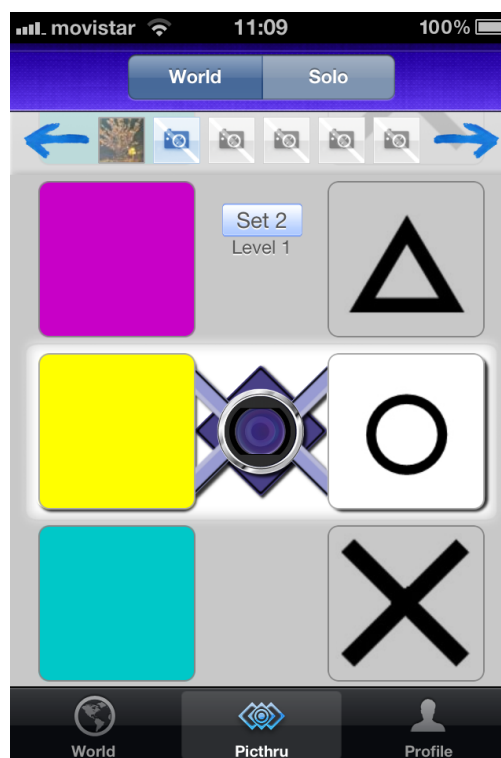 movistar 11:09 100%
World Solo
Set 2
Level 1
World Picthru Profile